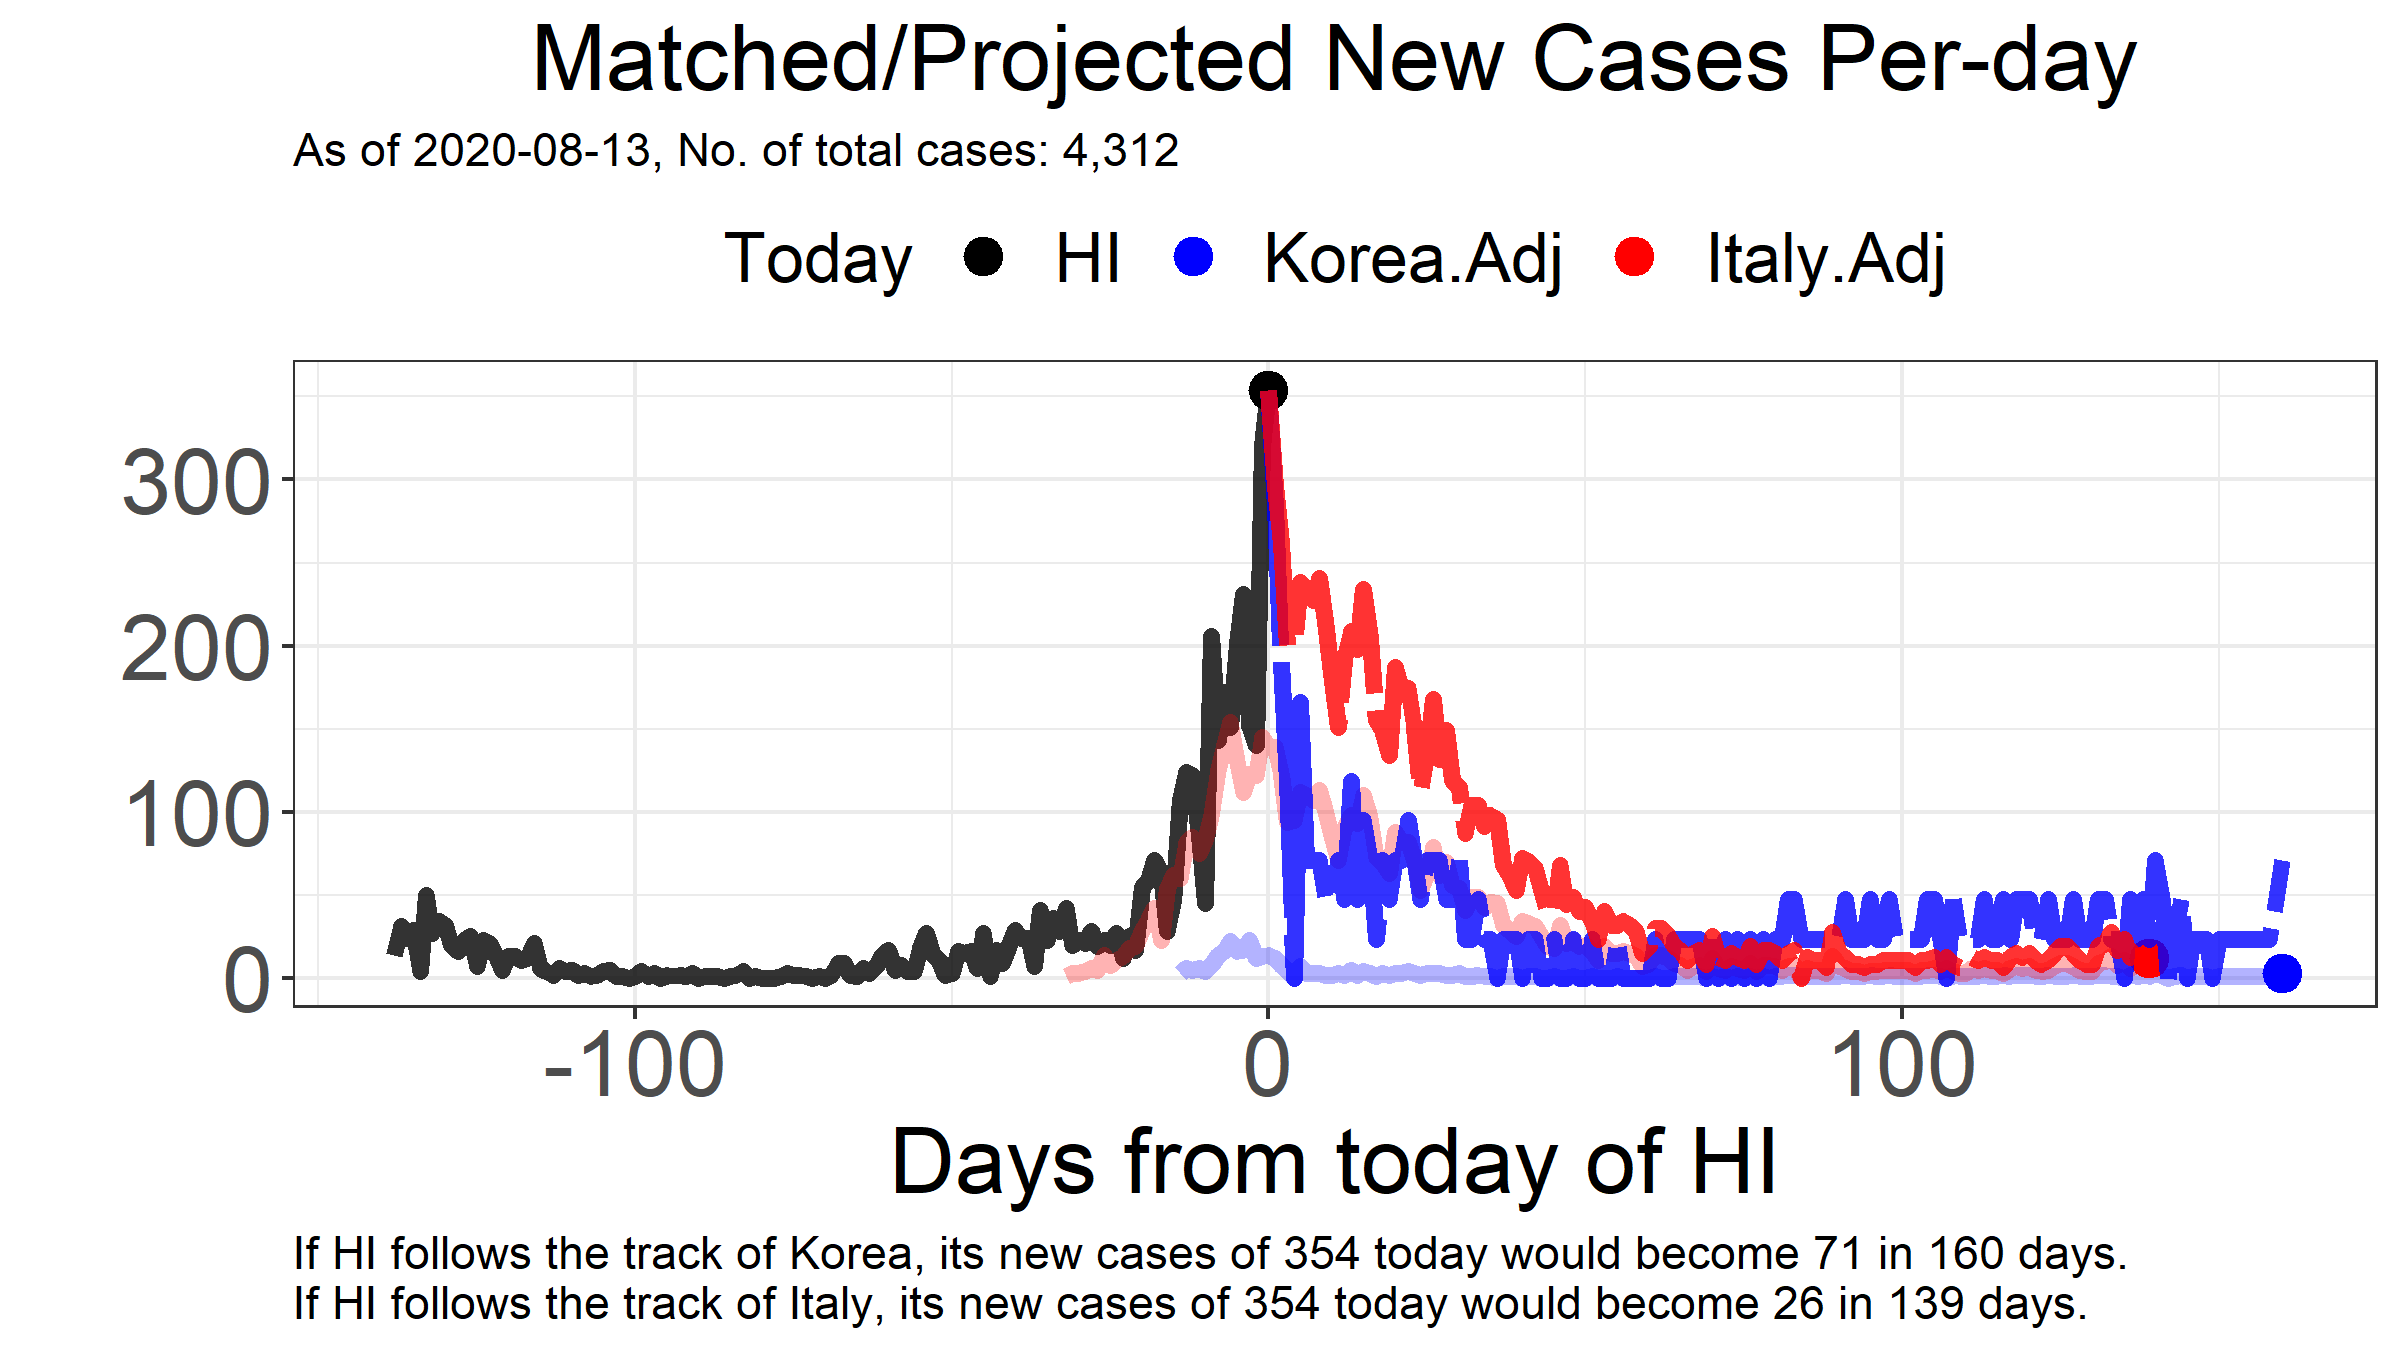 Matched/Projected New Cases Per-day
As of 2020-08-13, No. of total cases: 4,312
Today HI Korea.Adj Italy.Adj
300
200
100
0
-100 0 100
Days from today of HI
If HI follows the track of Korea, its new cases of 354 today would become 71 in 160 days.
If HI follows the track of Italy, its new cases of 354 today would become 26 in 139 days.